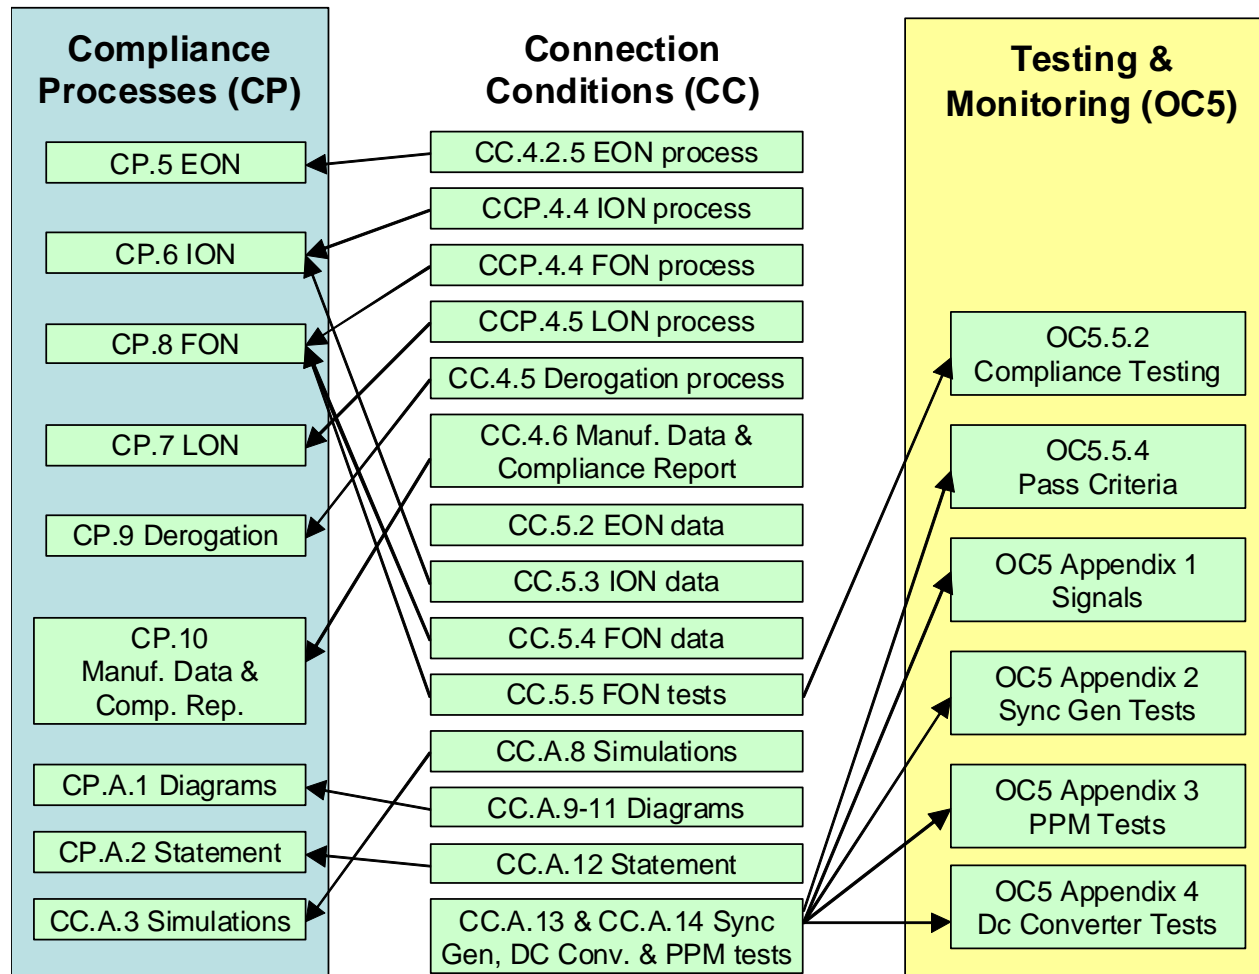 Compliance
Processes (CP)
CP.5 EON
CP.6 ION
CP.8 FON
CP.7 LON
CP.9 Derogation
CP.10
Manuf. Data &
Comp. Rep.
CP.A.1 Diagrams
CP.A.2 Statement
CC.A.3 Simulations
Connection
Conditions (CC)
CC.4.2.5 EON process
CCP.4.4 ION process
CCP.4.4 FON process
CCP.4.5 LON process
CC.4.5 Derogation process
CC.4.6 Manuf. Data &
Compliance Report
CC.5.2 EON data
CC.5.3 ION data
CC.5.4 FON data
CC.5.5 FON tests
CC.A.8 Simulations
CC.A.9-11 Diagrams
CC.A.12 Statement
CC.A.13 & CC.A.14 Sync
Gen, DC Conv. & PPM tests
Testing &
Monitoring (OC5)
OC5.5.2
Compliance Testing
OC5.5.4
Pass Criteria
OC5 Appendix 1
Signals
OC5 Appendix 2
Sync Gen Tests
OC5 Appendix 3
PPM Tests
OC5 Appendix 4
Dc Converter Tests